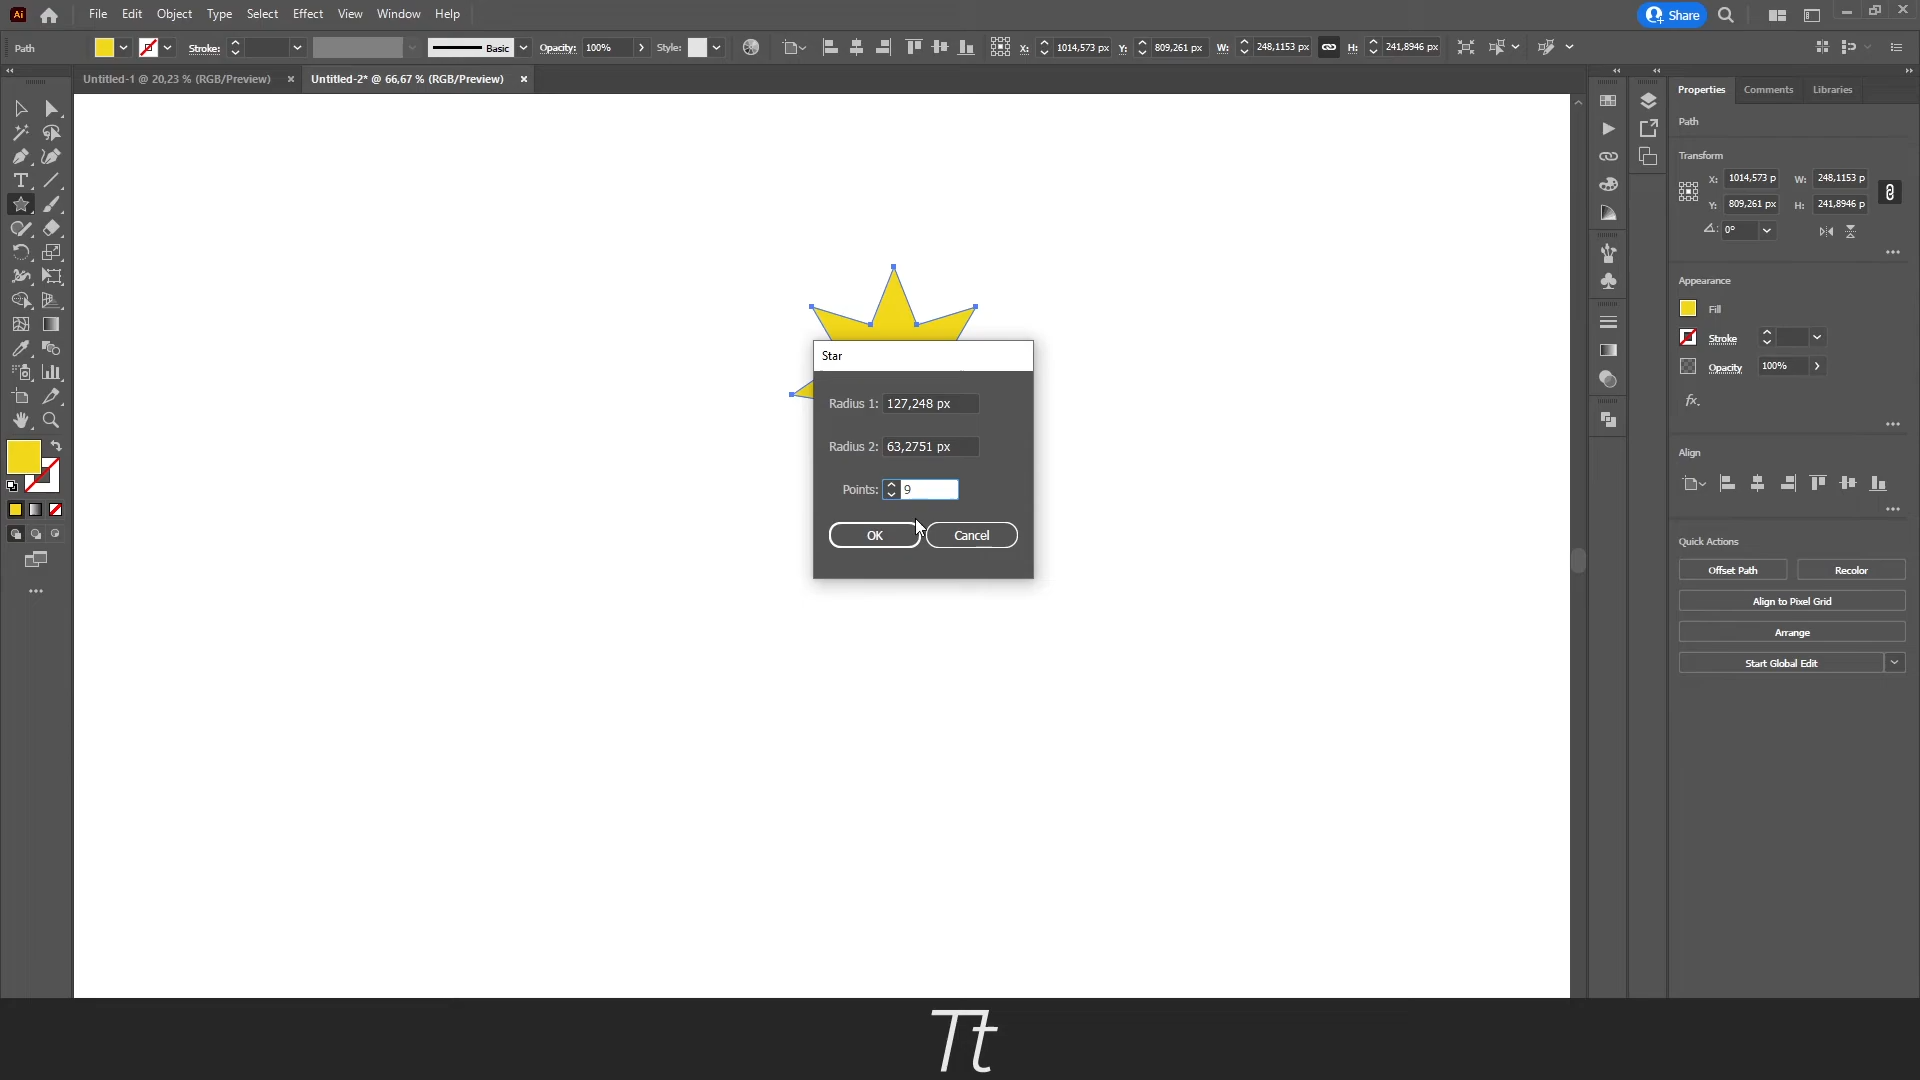 Ai File Edit Object Type Select Effect View Window Help Share
Path Stroke: Basic Opacity: 100% Style: X: 1014,573 px Y: 809,261 px W: 248,1153 px H: 241,8946 px
Untitled-1 @ 20,23 % (RGB/Preview) Untitled-2* @ 66,67 % (RGB/Preview)
Properties Comments Libraries
Path
Transform
X: 1014,573 p W: 248,1153 p
Y: 809,261 px H: 241,8946 p
0°
Appearance
Fill
Stroke
Opacity 100%
fx.
Align
Quick Actions
Offset Path Recolor
Align to Pixel Grid
Arrange
Start Global Edit
Star
Radius 1: 127,248 px
Radius 2: 63,2751 px
Points: 9
OK Cancel
Tt